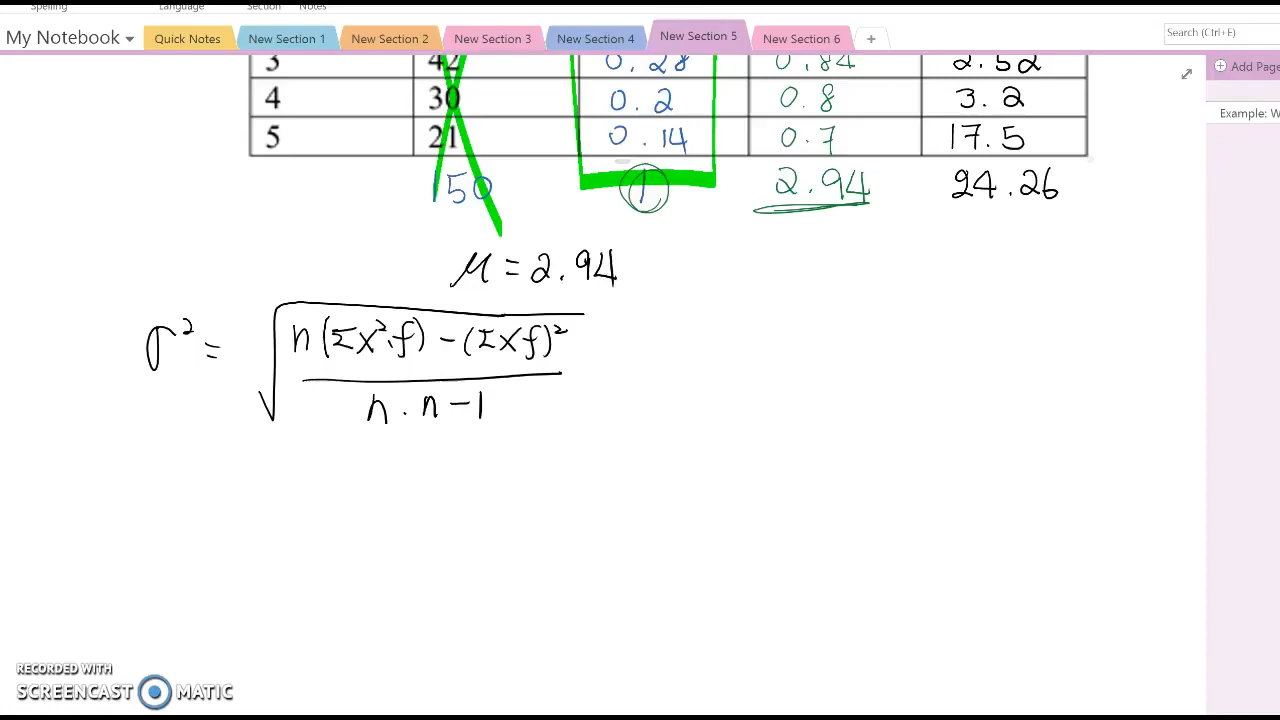 Spelling Language Section Notes
My Notebook Quick Notes New Section 1 New Section 2 New Section 3 New Section 4 New Section 5 New Section 6 + Search (Ctrl+E)
Add Page
Example: W
3 42 0.28 0.84 2.52
4 30 0.2 0.8 3.2
5 21 0.14 0.7 17.5
150 1 2.94 24.26
μ = 2.94
σ² = √ n(Σx².f) - (Σxf)² / n . n - 1
RECORDED WITH
SCREENCAST MATIC